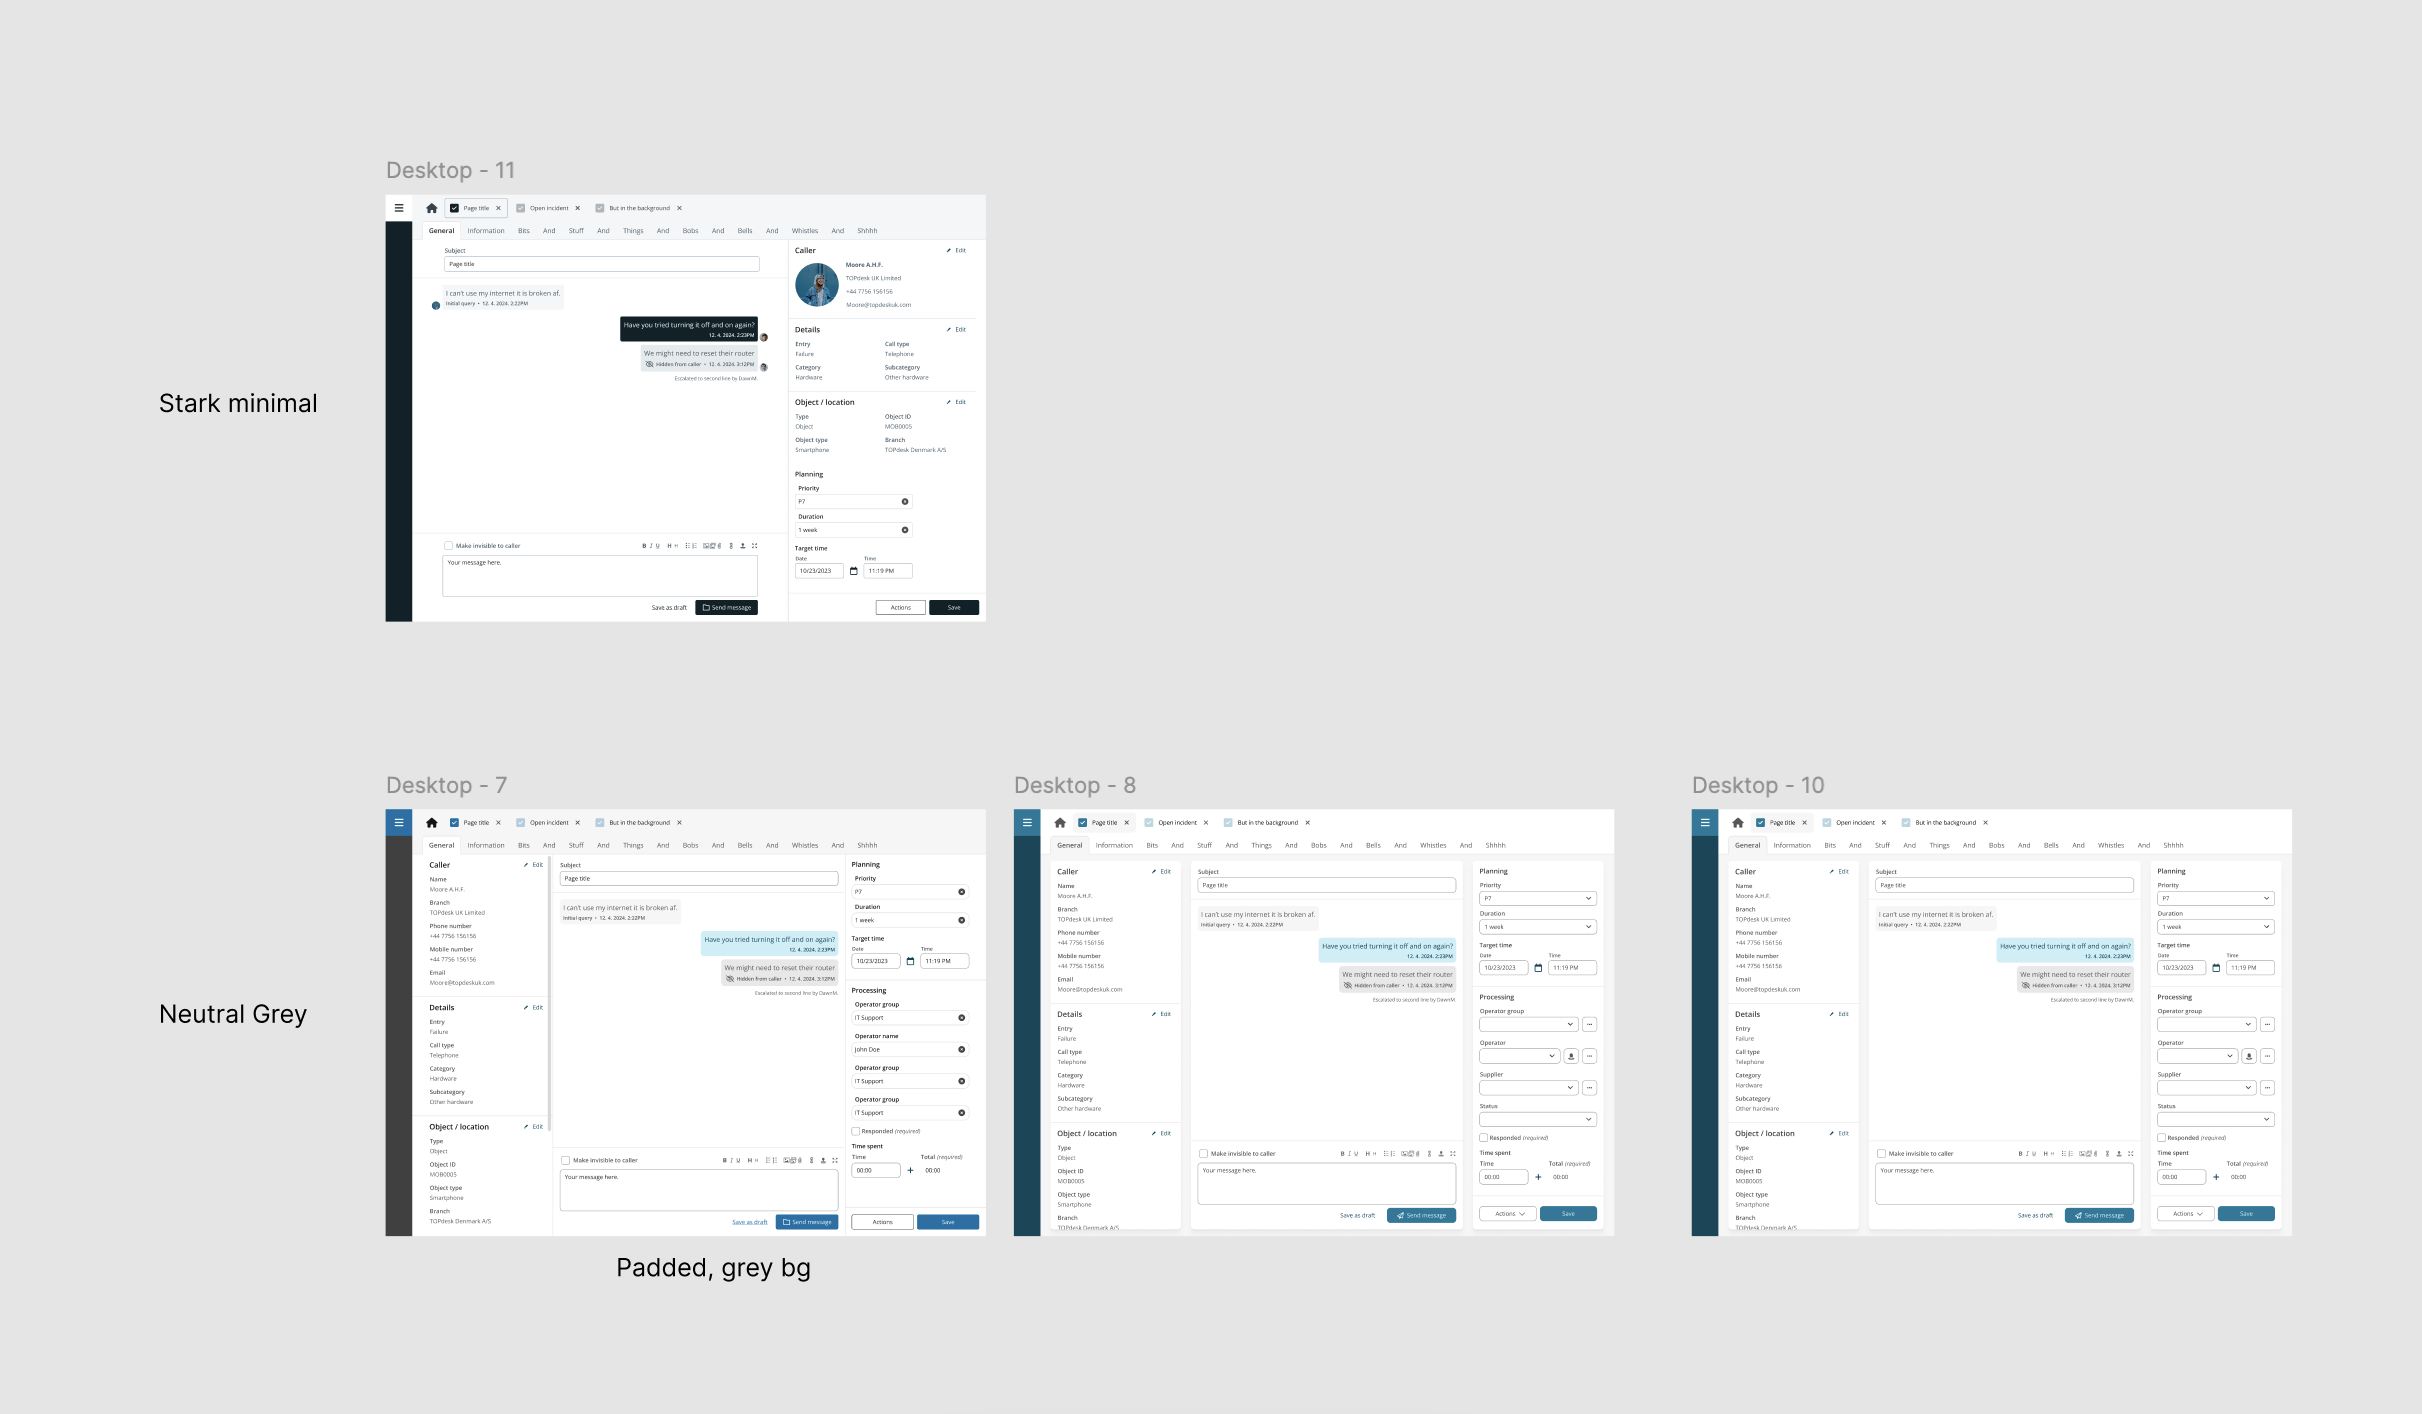 Desktop - 11
Page title
Open incident
But in the background
General Information Bits And Stuff And Things And Bobs And Bells And Whistles And Shhhh
Subject
Page title
I can't use my internet it is broken af.
Initial query • 12. 4. 2024. 2:22PM
Have you tried turning it off and on again?
12. 4. 2024. 2:23PM
We might need to reset their router
Hidden from caller • 12. 4. 2024. 3:12PM
Escalated to second line by DawnM.
Make invisible to caller
B I U H H
Your message here.
Save as draft
Send message
Caller
Edit
Moore A.H.F.
TOPdesk UK Limited
+44 7756 156156
Moore@topdeskuk.com
Details
Edit
Entry Call type
Failure Telephone
Category Subcategory
Hardware Other hardware
Object / location
Edit
Type Object ID
Object MOB0005
Object type Branch
Smartphone TOPdesk Denmark A/S
Planning
Priority
P7
Duration
1 week
Target time
Date Time
10/23/2023 11:19 PM
Actions Save
Stark minimal
Neutral Grey
Desktop - 7
Page title
Open incident
But in the background
General Information Bits And Stuff And Things And Bobs And Bells And Whistles And Shhhh
Caller
Edit
Name
Moore A.H.F.
Branch
TOPdesk UK Limited
Phone number
+44 7756 156156
Mobile number
+44 7756 156156
Email
Moore@topdeskuk.com
Details
Edit
Entry
Failure
Call type
Telephone
Category
Hardware
Subcategory
Other hardware
Object / location
Edit
Type
Object
Object ID
MOB0005
Object type
Smartphone
Branch
TOPdesk Denmark A/S
Subject
Page title
I can't use my internet it is broken af.
Initial query • 12. 4. 2024. 2:22PM
Have you tried turning it off and on again?
12. 4. 2024. 2:23PM
We might need to reset their router
Hidden from caller • 12. 4. 2024. 3:12PM
Escalated to second line by DawnM.
Make invisible to caller
B I U H H
Your message here.
Save as draft
Send message
Planning
Priority
P7
Duration
1 week
Target time
Date Time
10/23/2023 11:19 PM
Processing
Operator group
IT Support
Operator name
John Doe
Operator group
IT Support
Operator group
IT Support
Responded (required)
Time spent
Time Total (required)
00:00 + 00:00
Actions Save
Padded, grey bg
Desktop - 8
Page title
Open incident
But in the background
General Information Bits And Stuff And Things And Bobs And Bells And Whistles And Shhhh
Caller
Edit
Name
Moore A.H.F.
Branch
TOPdesk UK Limited
Phone number
+44 7756 156156
Mobile number
+44 7756 156156
Email
Moore@topdeskuk.com
Details
Edit
Entry
Failure
Call type
Telephone
Category
Hardware
Subcategory
Other hardware
Object / location
Edit
Type
Object
Object ID
MOB0005
Object type
Smartphone
Branch
TOPdesk Denmark A/S
Subject
Page title
I can't use my internet it is broken af.
Initial query • 12. 4. 2024. 2:22PM
Have you tried turning it off and on again?
12. 4. 2024. 2:23PM
We might need to reset their router
Hidden from caller • 12. 4. 2024. 3:12PM
Escalated to second line by DawnM.
Make invisible to caller
B I U H H
Your message here.
Save as draft
Send message
Planning
Priority
P7
Duration
1 week
Target time
Date Time
10/23/2023 11:19 PM
Processing
Operator group
Operator
Supplier
Status
Responded (required)
Time spent
Time Total (required)
00:00 + 00:00
Actions Save
Desktop - 10
Page title
Open incident
But in the background
General Information Bits And Stuff And Things And Bobs And Bells And Whistles And Shhhh
Caller
Edit
Name
Moore A.H.F.
Branch
TOPdesk UK Limited
Phone number
+44 7756 156156
Mobile number
+44 7756 156156
Email
Moore@topdeskuk.com
Details
Edit
Entry
Failure
Call type
Telephone
Category
Hardware
Subcategory
Other hardware
Object / location
Edit
Type
Object
Object ID
MOB0005
Object type
Smartphone
Branch
TOPdesk Denmark A/S
Subject
Page title
I can't use my internet it is broken af.
Initial query • 12. 4. 2024. 2:22PM
Have you tried turning it off and on again?
12. 4. 2024. 2:23PM
We might need to reset their router
Hidden from caller • 12. 4. 2024. 3:12PM
Escalated to second line by DawnM.
Make invisible to caller
B I U H H
Your message here.
Save as draft
Send message
Planning
Priority
P7
Duration
1 week
Target time
Date Time
10/23/2023 11:19 PM
Processing
Operator group
Operator
Supplier
Status
Responded (required)
Time spent
Time Total (required)
00:00 + 00:00
Actions Save